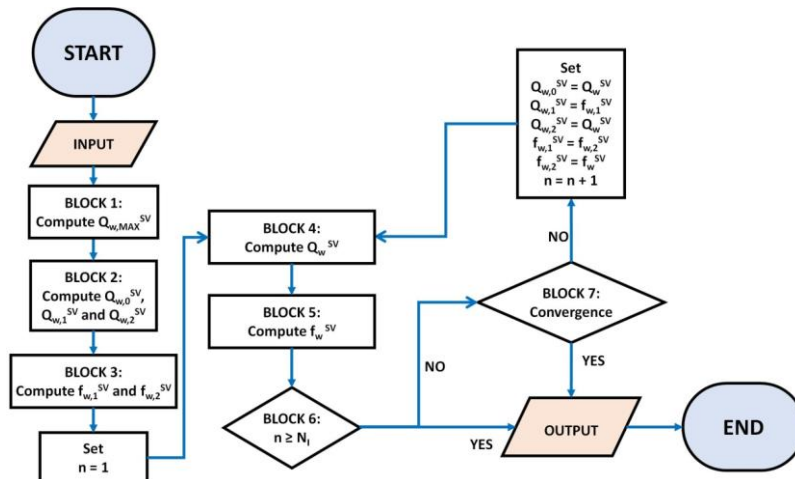 START
INPUT
BLOCK 1:
Compute Q_w,MAX^SV
BLOCK 2:
Compute Q_w,0^SV,
Q_w,1^SV and Q_w,2^SV
BLOCK 3:
Compute f_w,1^SV and f_w,2^SV
Set
n = 1
BLOCK 4:
Compute Q_w^SV
BLOCK 5:
Compute f_w^SV
BLOCK 6:
n ≥ N_I
NO
YES
Set
Q_w,0^SV = Q_w^SV
Q_w,1^SV = f_w,1^SV
Q_w,2^SV = Q_w^SV
f_w,1^SV = f_w,2^SV
f_w,2^SV = f_w^SV
n = n + 1
NO
BLOCK 7:
Convergence
YES
OUTPUT
END